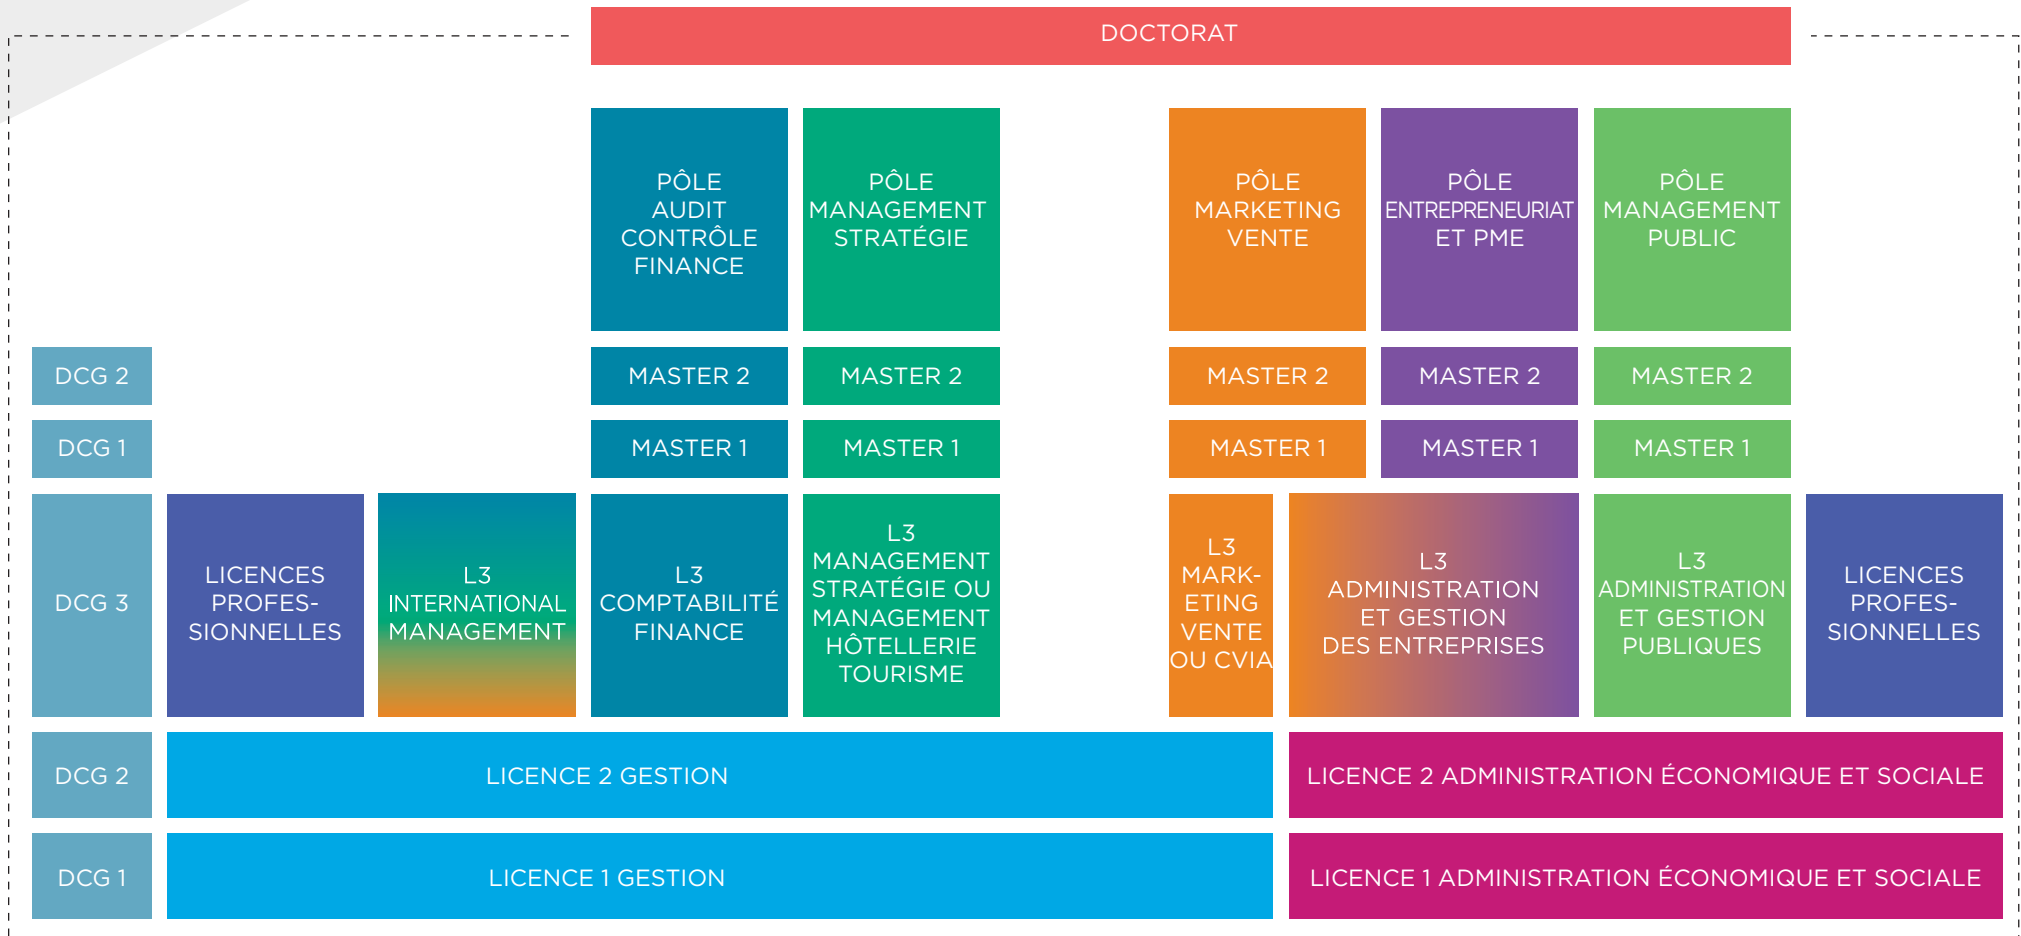 DOCTORAT
PÔLE
AUDIT
CONTRÔLE
FINANCE
PÔLE
MANAGEMENT
STRATÉGIE
PÔLE
MARKETING
VENTE
PÔLE
ENTREPRENEURIAT
ET PME
PÔLE
MANAGEMENT
PUBLIC
DCG 2
MASTER 2
MASTER 2
MASTER 2
MASTER 2
MASTER 2
DCG 1
MASTER 1
MASTER 1
MASTER 1
MASTER 1
MASTER 1
DCG 3
LICENCES
PROFES-
SIONNELLES
L3
INTERNATIONAL
MANAGEMENT
L3
COMPTABILITÉ
FINANCE
L3
MANAGEMENT
STRATÉGIE OU
MANAGEMENT
HÔTELLERIE
TOURISME
L3
MARK-
ETING
VENTE
OU CVIA
L3
ADMINISTRATION
ET GESTION
DES ENTREPRISES
L3
ADMINISTRATION
ET GESTION
PUBLIQUES
LICENCES
PROFES-
SIONNELLES
DCG 2
LICENCE 2 GESTION
LICENCE 2 ADMINISTRATION ÉCONOMIQUE ET SOCIALE
DCG 1
LICENCE 1 GESTION
LICENCE 1 ADMINISTRATION ÉCONOMIQUE ET SOCIALE